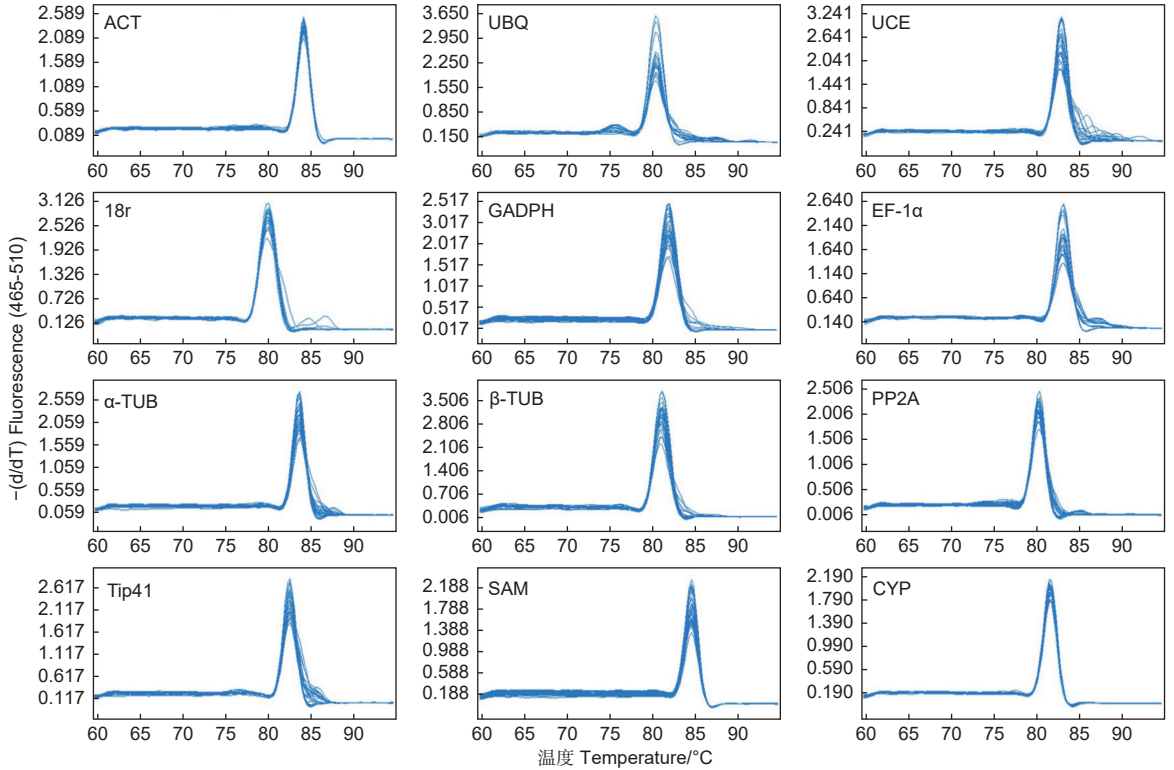 −(d/dT) Fluorescence (465-510)
ACT
2.589
2.089
1.589
1.089
0.589
0.089
60 65 70 75 80 85 90
UBQ
3.650
2.950
2.250
1.550
0.850
0.150
60 65 70 75 80 85 90
UCE
3.241
2.641
2.041
1.441
0.841
0.241
60 65 70 75 80 85 90
18r
3.126
2.526
1.926
1.326
0.726
0.126
60 65 70 75 80 85 90
GADPH
2.517
3.017
2.017
1.517
1.017
0.517
0.017
60 65 70 75 80 85 90
EF-1α
2.640
2.140
1.640
1.140
0.640
0.140
60 65 70 75 80 85 90
α-TUB
2.559
2.059
1.559
1.059
0.559
0.059
60 65 70 75 80 85 90
β-TUB
3.506
2.806
2.106
1.406
0.706
0.006
60 65 70 75 80 85 90
PP2A
2.506
2.006
1.506
1.006
0.506
0.006
60 65 70 75 80 85 90
Tip41
2.617
2.117
1.617
1.117
0.617
0.117
60 65 70 75 80 85 90
SAM
2.188
1.788
1.388
0.988
0.588
0.188
60 65 70 75 80 85 90
CYP
2.190
1.790
1.390
0.990
0.590
0.190
60 65 70 75 80 85 90
温度 Temperature/°C